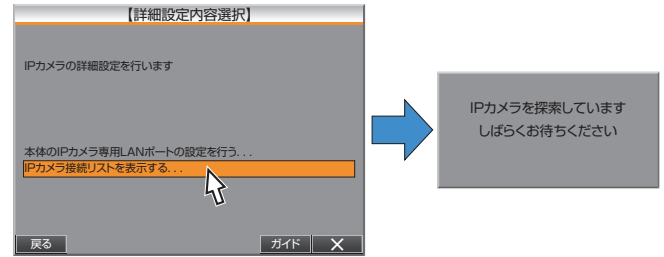 【詳細設定内容選択】
IPカメラの詳細設定を行います
本体のIPカメラ専用LANポートの設定を行う...
IPカメラ接続リストを表示する...
戻る
ガイド
X
IPカメラを探索しています
しばらくお待ちください